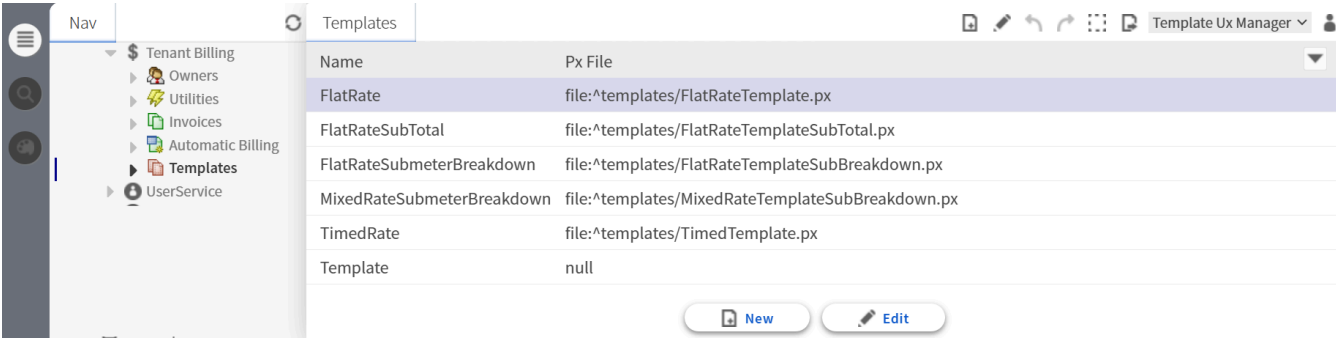 Nav
Templates
Template Ux Manager
$ Tenant Billing
Owners
Utilities
Invoices
Automatic Billing
Templates
UserService
Name Px File
FlatRate file:^templates/FlatRateTemplate.px
FlatRateSubTotal file:^templates/FlatRateTemplateSubTotal.px
FlatRateSubmeterBreakdown file:^templates/FlatRateTemplateSubBreakdown.px
MixedRateSubmeterBreakdown file:^templates/MixedRateTemplateSubBreakdown.px
TimedRate file:^templates/TimedTemplate.px
Template null
New Edit